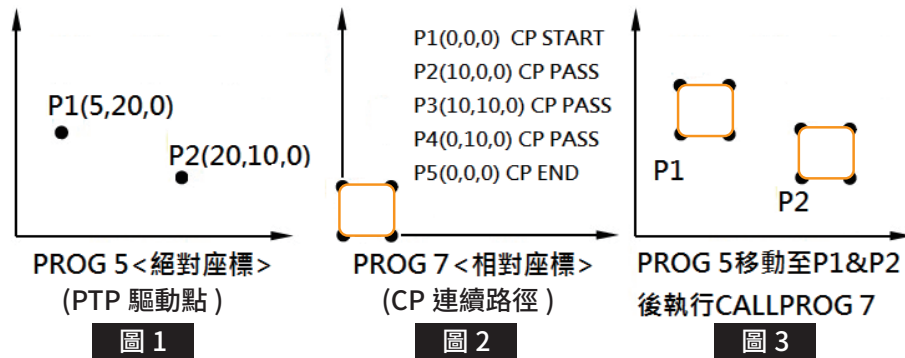 P1(5,20,0)
P2(20,10,0)
PROG 5<絕對座標>
(PTP 驅動點)
圖 1
P1(0,0,0) CP START
P2(10,0,0) CP PASS
P3(10,10,0) CP PASS
P4(0,10,0) CP PASS
P5(0,0,0) CP END
PROG 7<相對座標>
(CP 連續路徑)
圖 2
P1
P2
PROG 5移動至P1&P2
後執行CALLPROG 7
圖 3